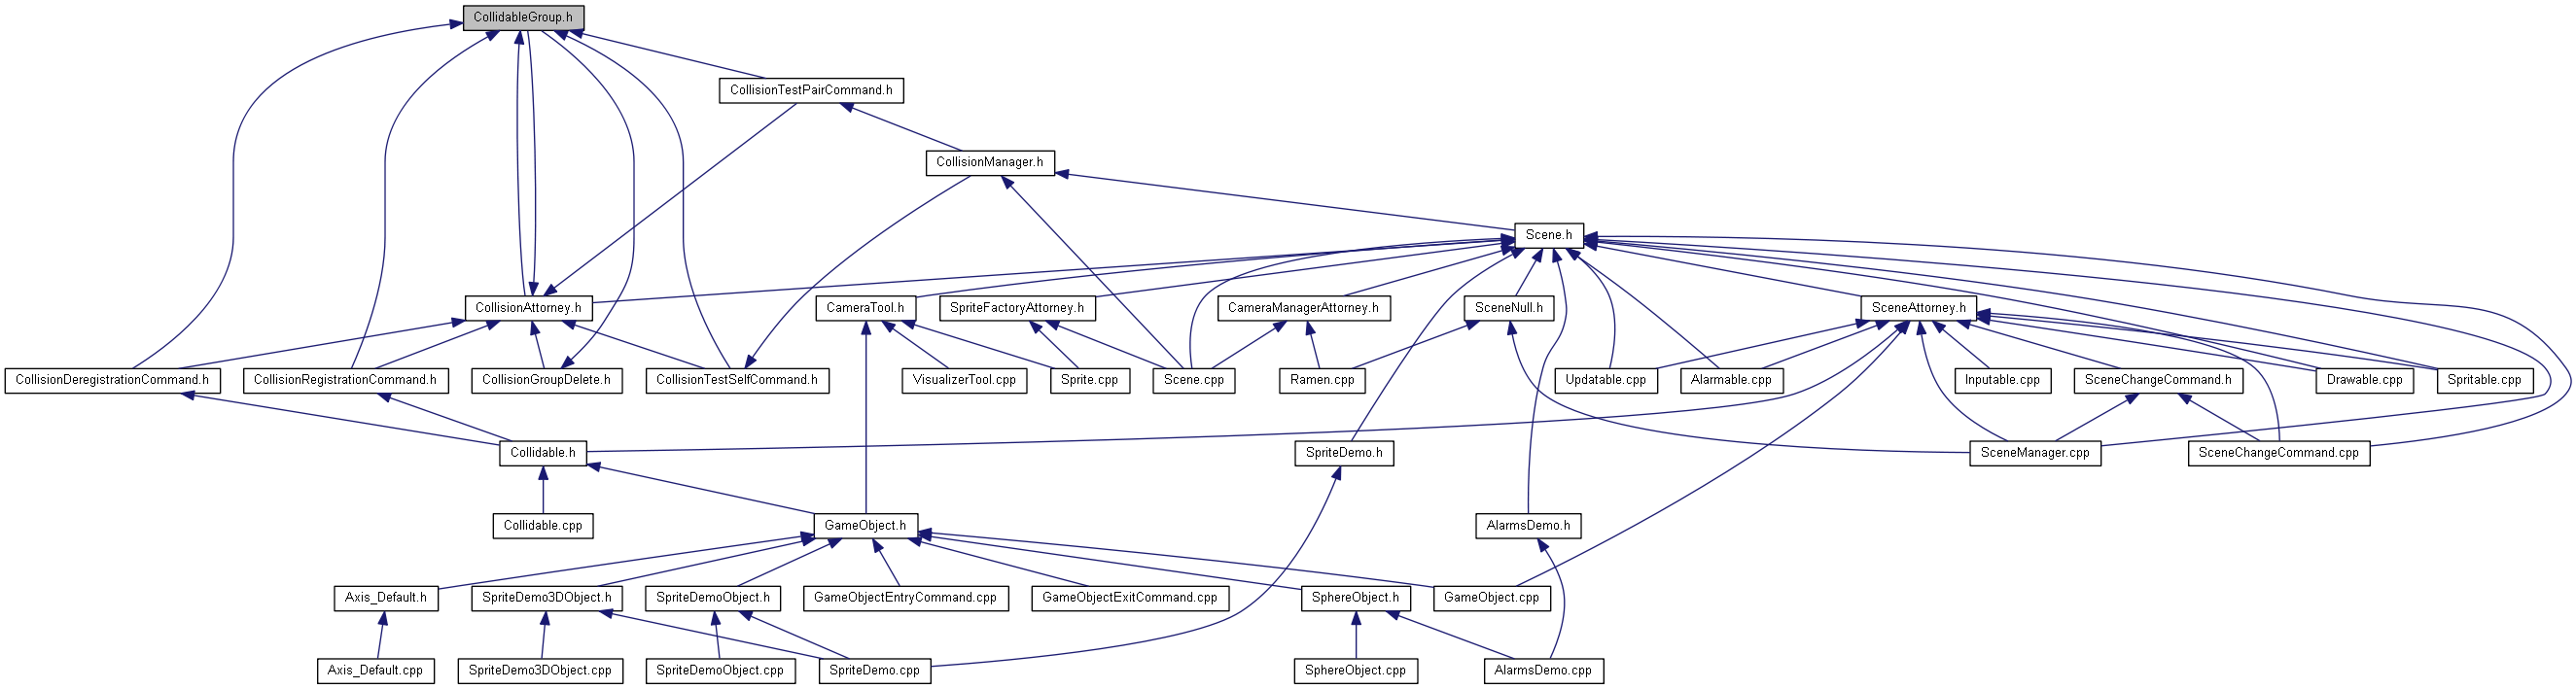 CollidableGroup.h
CollisionTestPairCommand.h
CollisionManager.h
Scene.h
CollisionAttorney.h
CameraTool.h
SpriteFactoryAttorney.h
CameraManagerAttorney.h
SceneNull.h
SceneAttorney.h
CollisionDeregistrationCommand.h
CollisionRegistrationCommand.h
CollisionGroupDelete.h
CollisionTestSelfCommand.h
VisualizerTool.cpp
Sprite.cpp
Scene.cpp
Ramen.cpp
Updatable.cpp
Alarmable.cpp
Inputable.cpp
SceneChangeCommand.h
Drawable.cpp
Spritable.cpp
Collidable.h
SpriteDemo.h
SceneManager.cpp
SceneChangeCommand.cpp
Collidable.cpp
GameObject.h
AlarmsDemo.h
Axis_Default.h
SpriteDemo3DObject.h
SpriteDemoObject.h
GameObjectEntryCommand.cpp
GameObjectExitCommand.cpp
SphereObject.h
GameObject.cpp
Axis_Default.cpp
SpriteDemo3DObject.cpp
SpriteDemoObject.cpp
SpriteDemo.cpp
SphereObject.cpp
AlarmsDemo.cpp